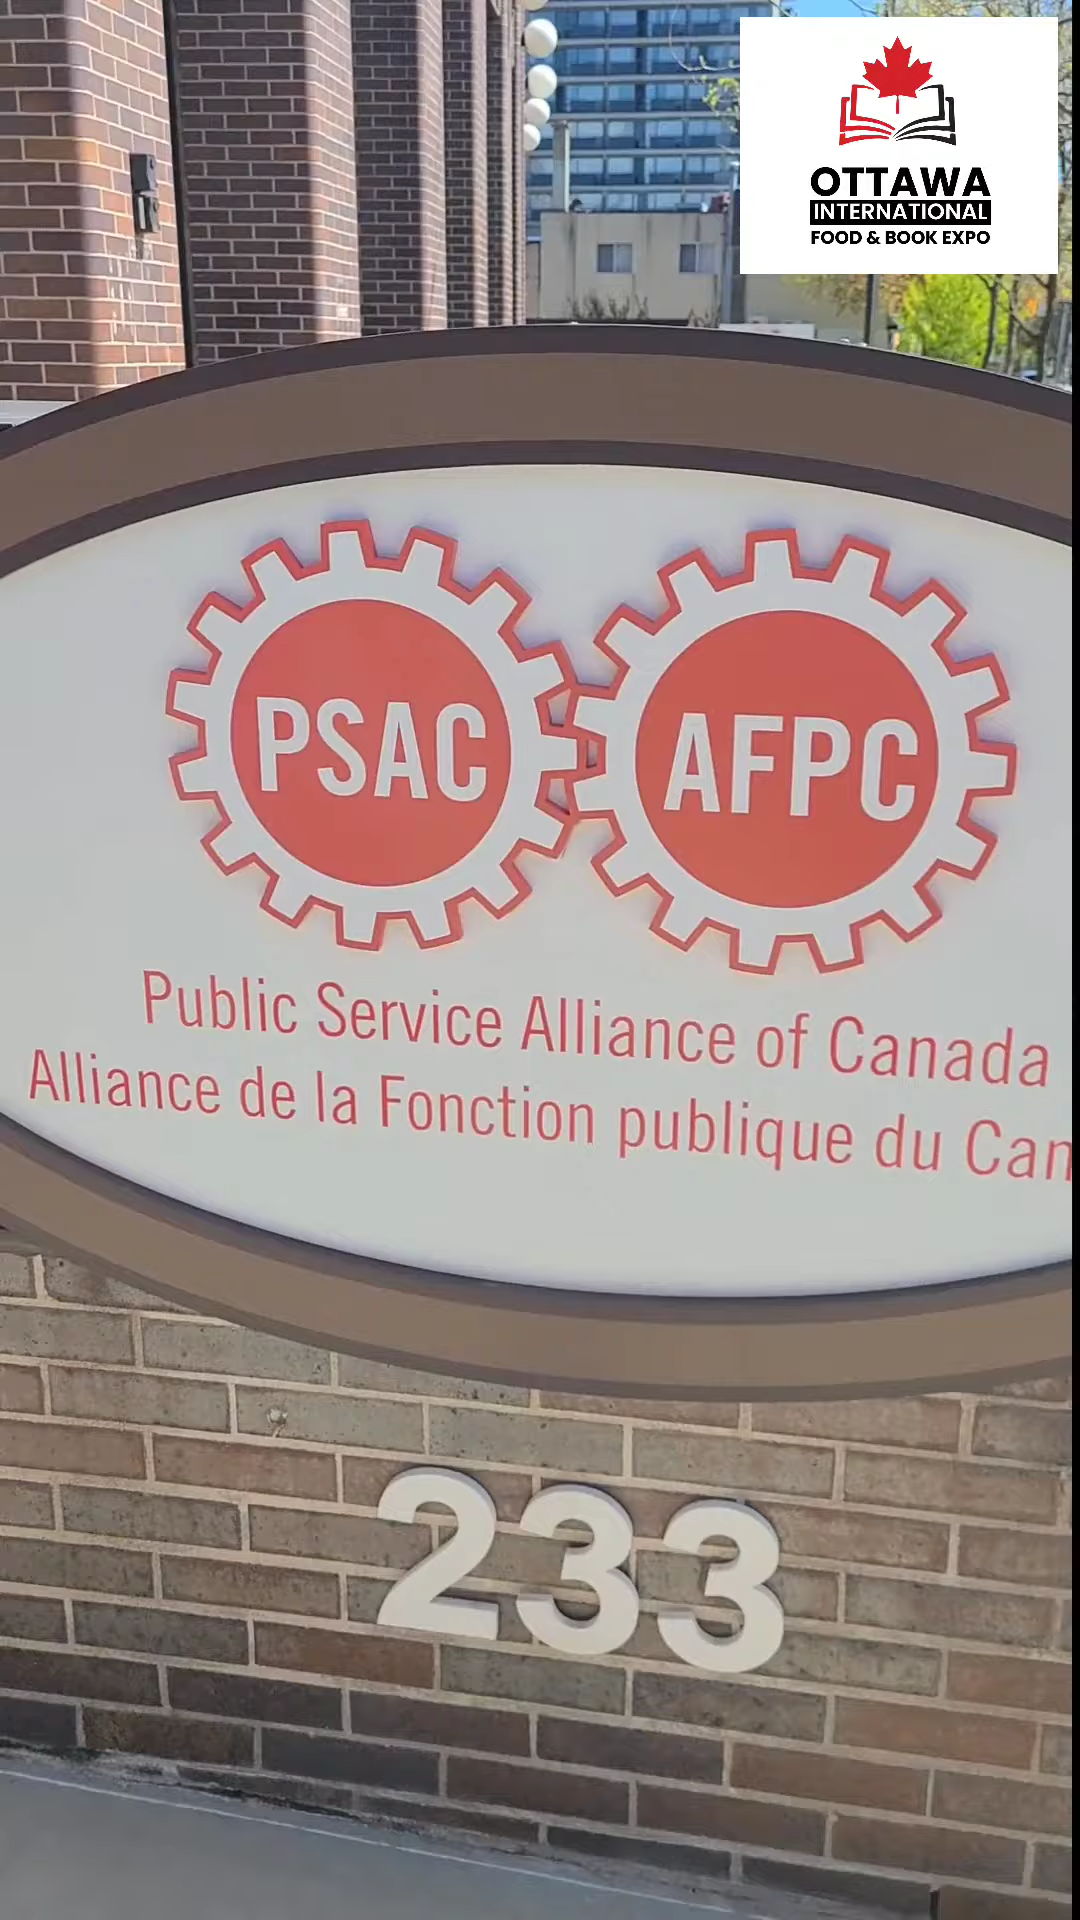 OTTAWA
INTERNATIONAL
FOOD & BOOK EXPO
PSAC
AFPC
Public Service Alliance of Canada
Alliance de la Fonction publique du Can
233